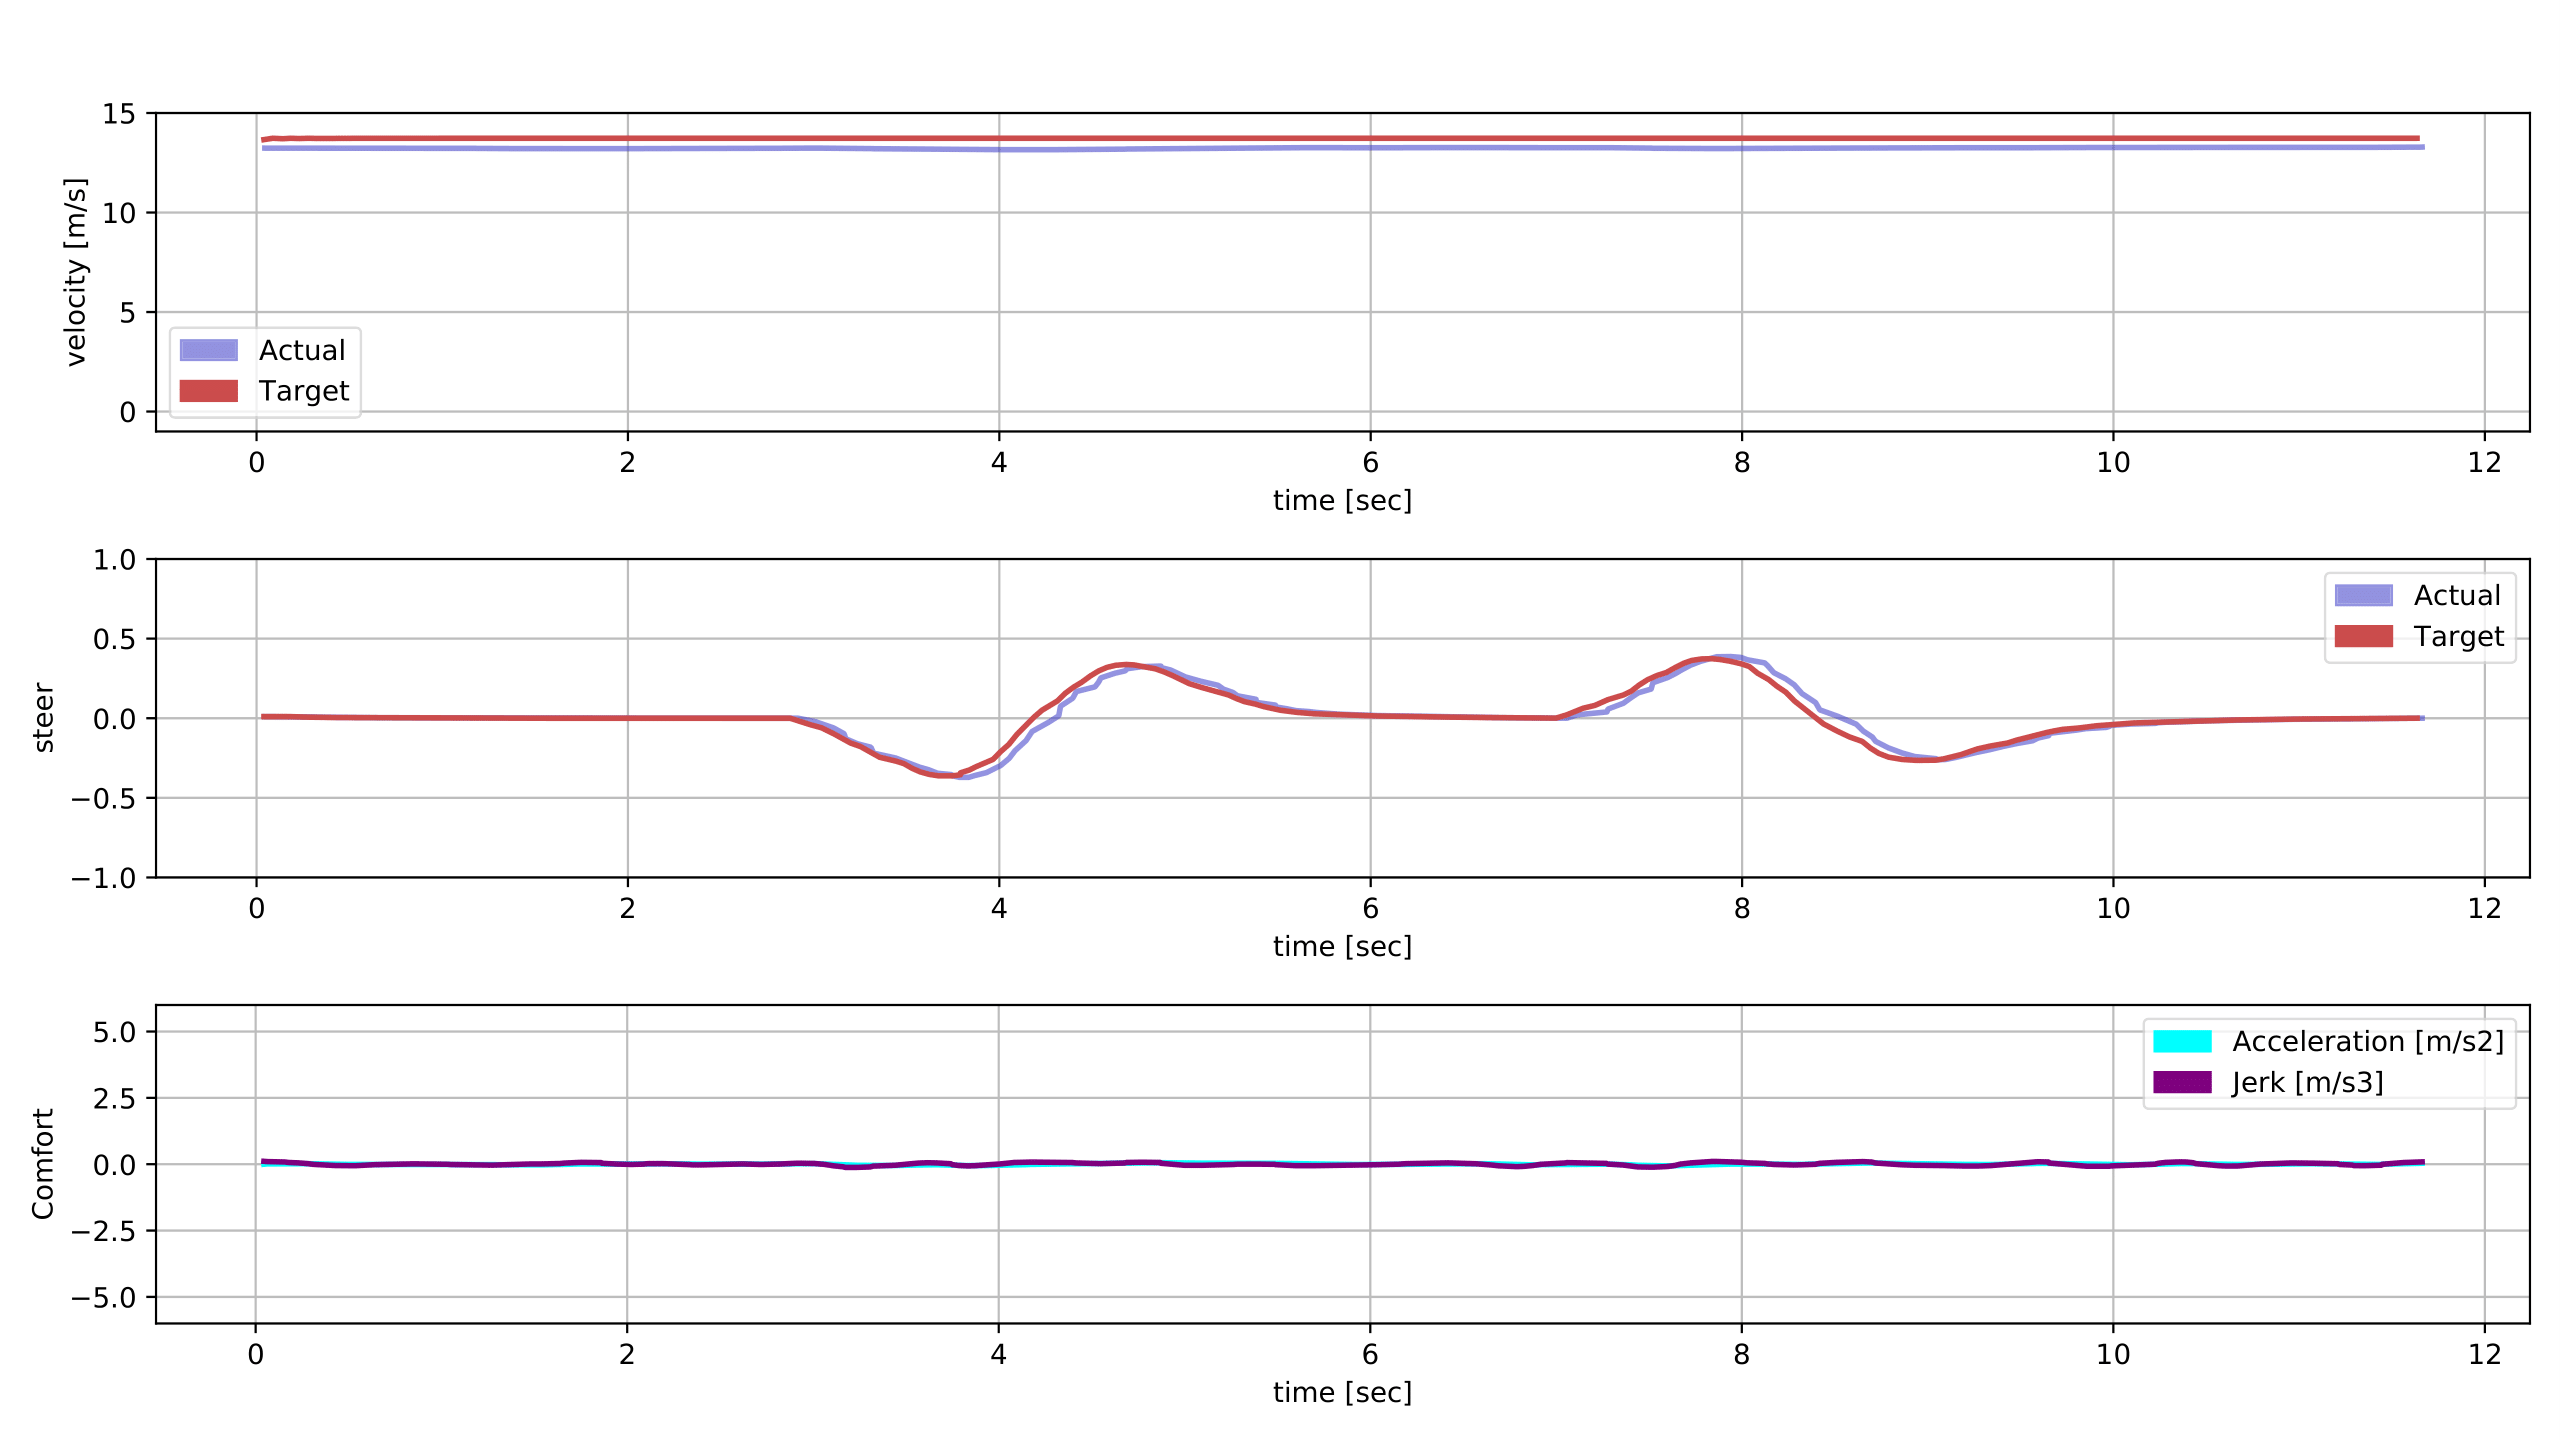 15
10
5
0
velocity [m/s]
Actual
Target
0 2 4 6 8 10 12
time [sec]
1.0
0.5
0.0
−0.5
−1.0
steer
Actual
Target
0 2 4 6 8 10 12
time [sec]
5.0
2.5
0.0
−2.5
−5.0
Comfort
Acceleration [m/s2]
Jerk [m/s3]
0 2 4 6 8 10 12
time [sec]